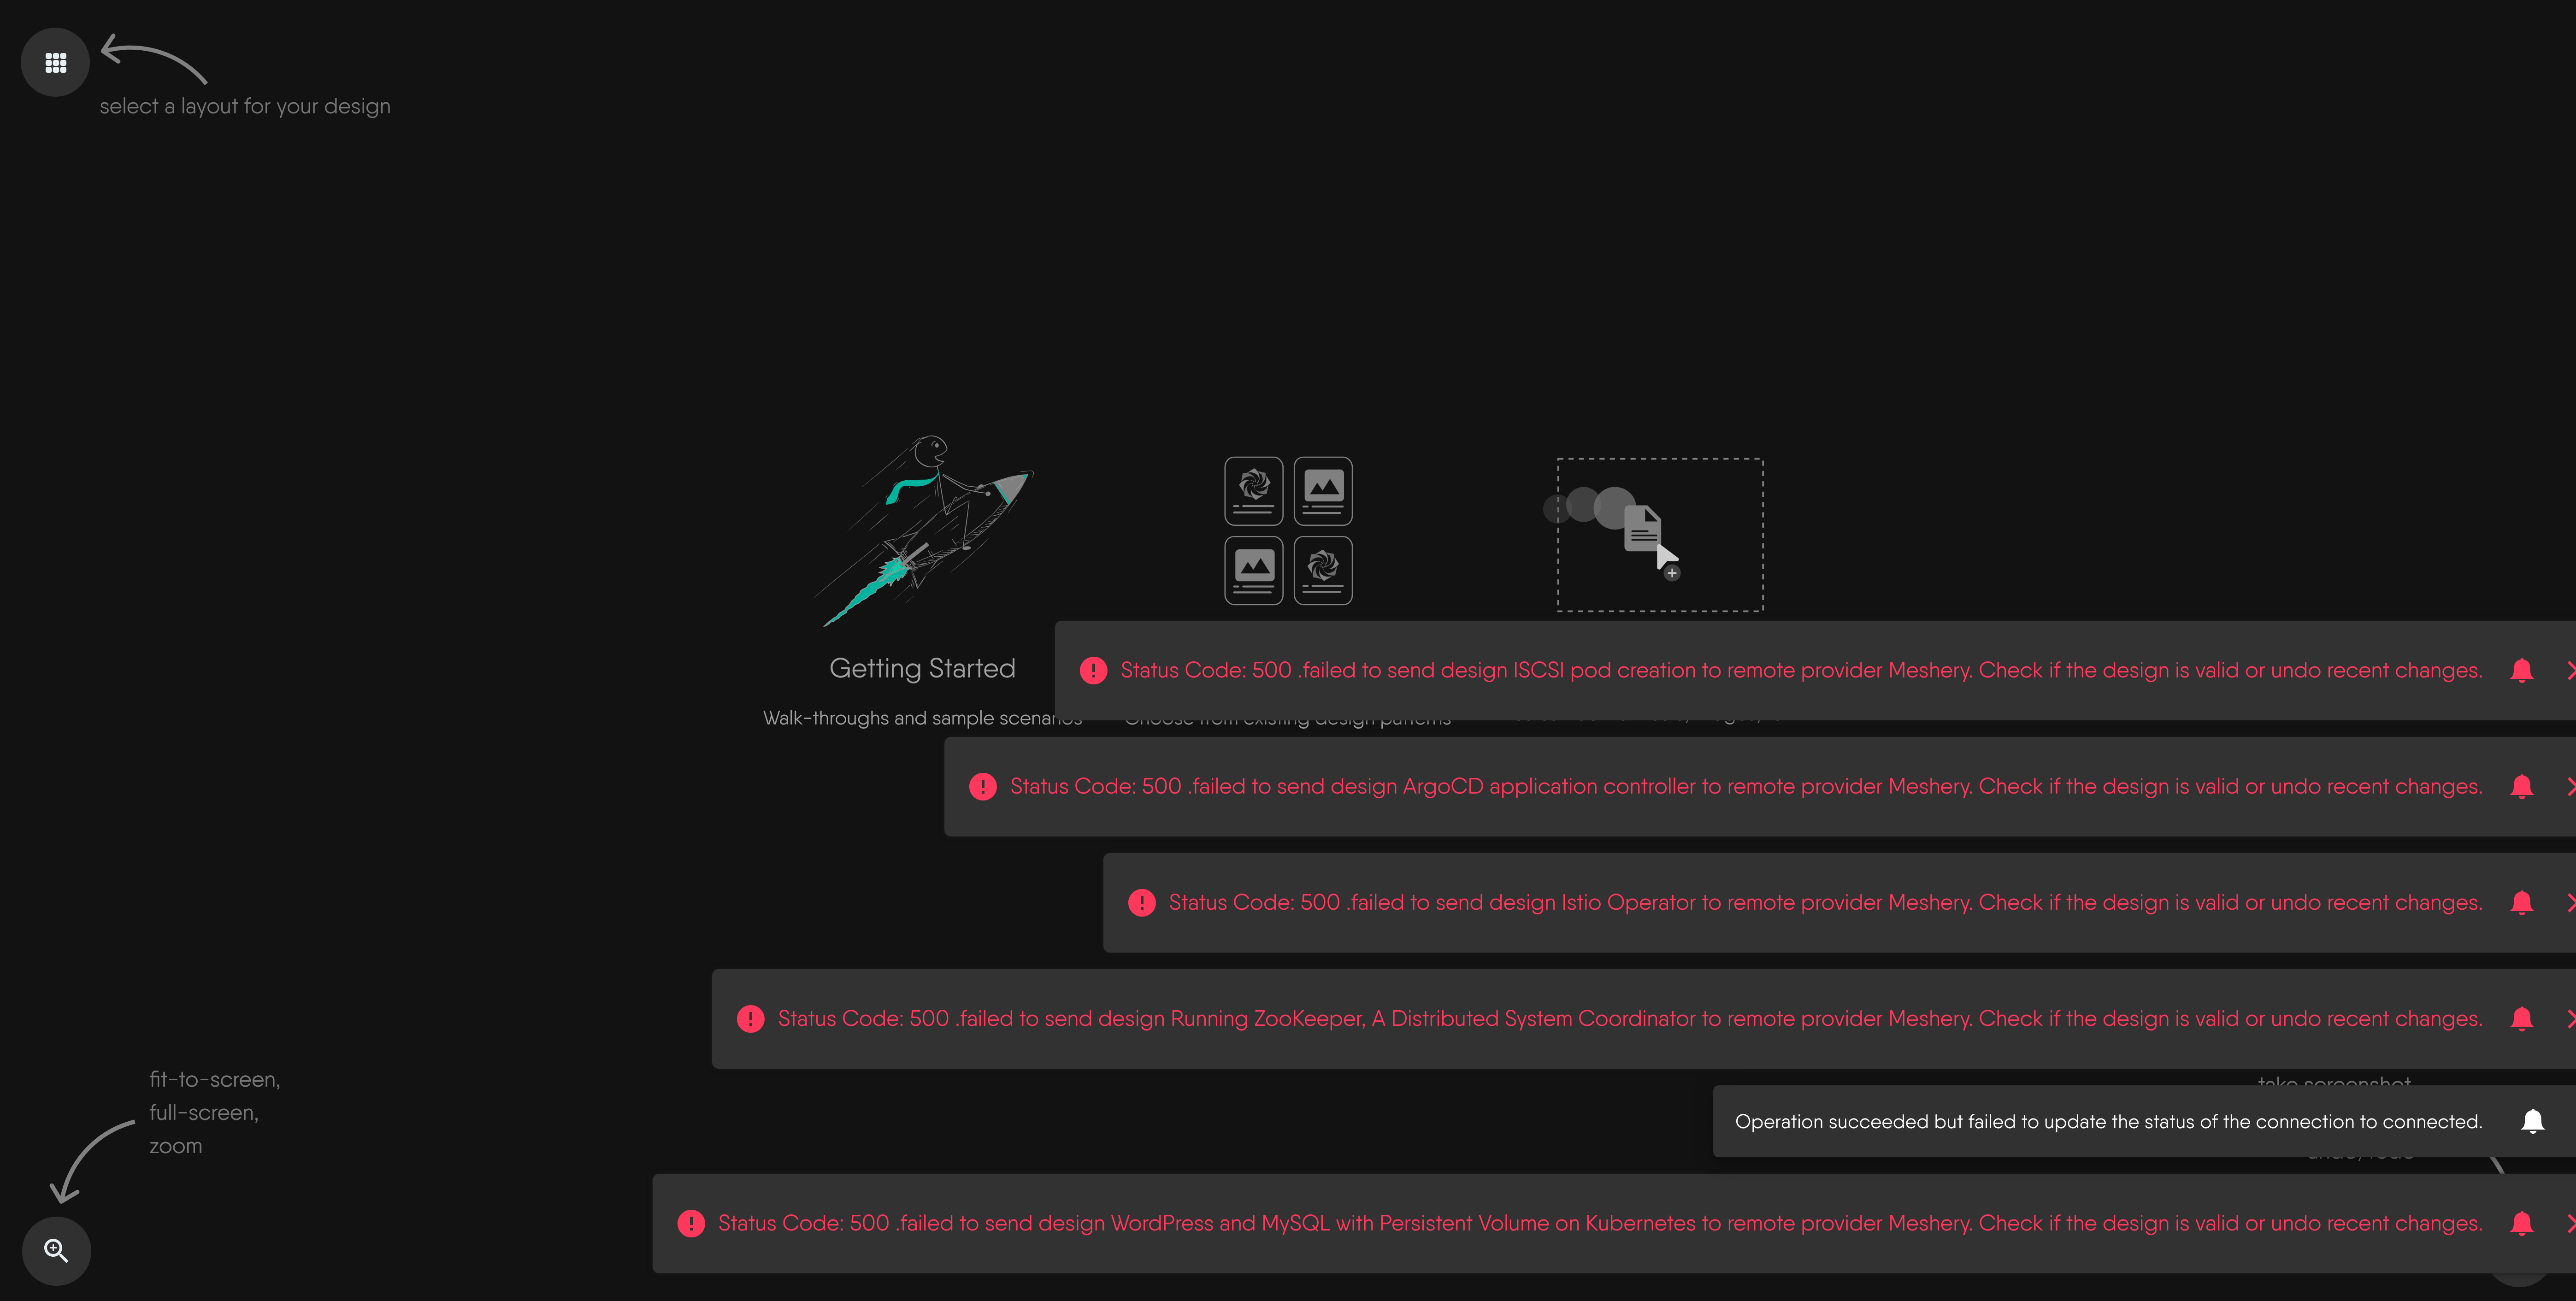 select a layout for your design
Getting Started
Walk-throughs and sample scenarios
Choose from existing design patterns
Status Code: 500 .failed to send design ISCSI pod creation to remote provider Meshery. Check if the design is valid or undo recent changes.
Status Code: 500 .failed to send design ArgoCD application controller to remote provider Meshery. Check if the design is valid or undo recent changes.
Status Code: 500 .failed to send design Istio Operator to remote provider Meshery. Check if the design is valid or undo recent changes.
Status Code: 500 .failed to send design Running ZooKeeper, A Distributed System Coordinator to remote provider Meshery. Check if the design is valid or undo recent changes.
fit-to-screen,
full-screen,
zoom
take screenshot
Operation succeeded but failed to update the status of the connection to connected.
Status Code: 500 .failed to send design WordPress and MySQL with Persistent Volume on Kubernetes to remote provider Meshery. Check if the design is valid or undo recent changes.